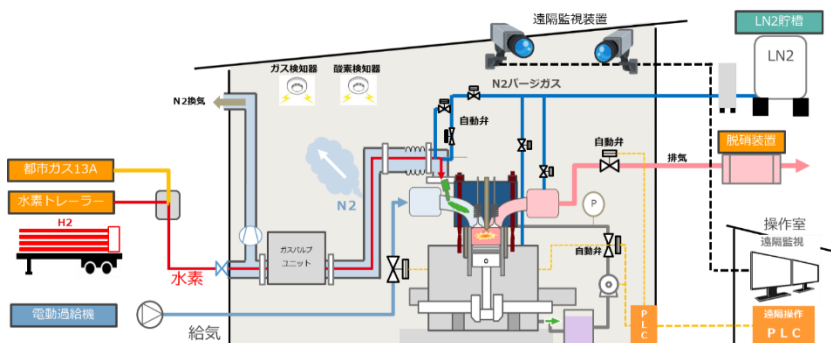 遠隔監視装置
LN2貯槽
LN2
ガス検知器
酸素検知器
N2換気
N2パージガス
自動弁
自動弁
脱硝装置
排気
都市ガス13A
水素トレーラー
H2
N2
P
操作室
遠隔監視
ガスバルブ
ユニット
水素
自動弁
電動過給機
給気
PLC
遠隔操作
PLC